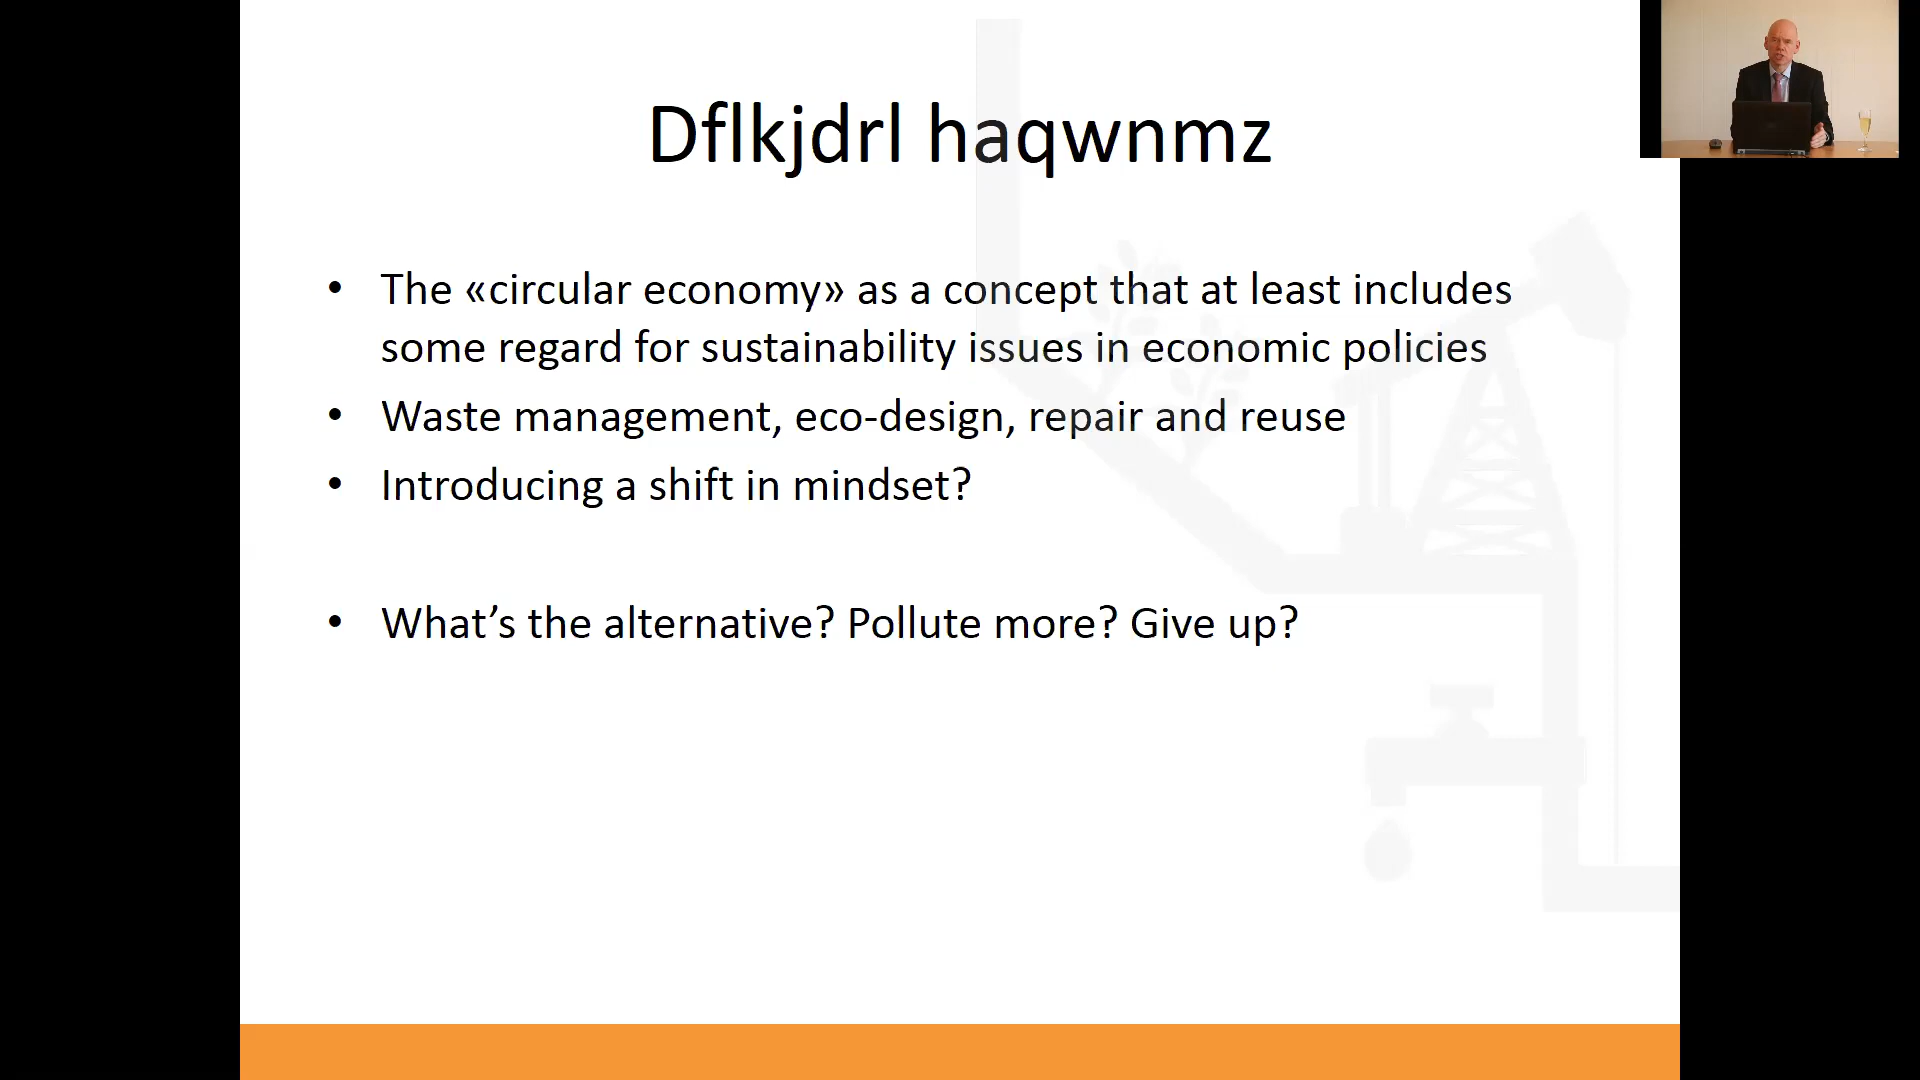 Dflkjdrl haqwnmz
• The «circular economy» as a concept that at least includes
some regard for sustainability issues in economic policies
• Waste management, eco-design, repair and reuse
• Introducing a shift in mindset?
• What’s the alternative? Pollute more? Give up?